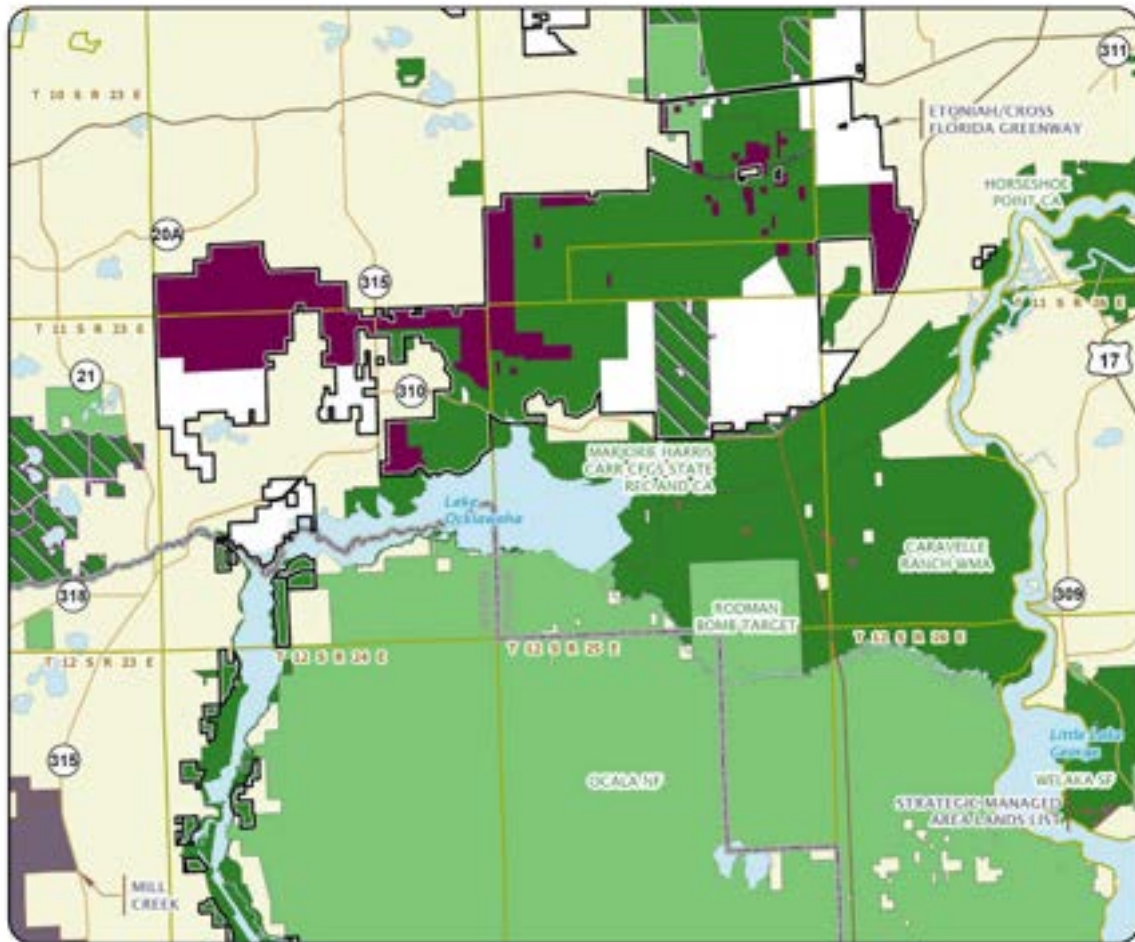 311
T 10 S R 23 E
ETONIAH/CROSS
FLORIDA GREENWAY
HORSESHOE
POINT CA
20A
315
T 11 S R 23 E
T 11 S R 26 E
17
21
310
MARJORIE HARRIS
CARR CFGS STATE
REC AND CA
Lake
Ocklawaha
CARAVELLE
RANCH WMA
318
309
RODMAN
BOMB TARGET
T 12 S R 23 E
T 12 S R 24 E
T 12 S R 25 E
T 12 S R 26 E
315
Little Lake
George
OCALA NF
WELAKA SF
STRATEGIC MANAGED
AREA LANDS LIST
MILL
CREEK